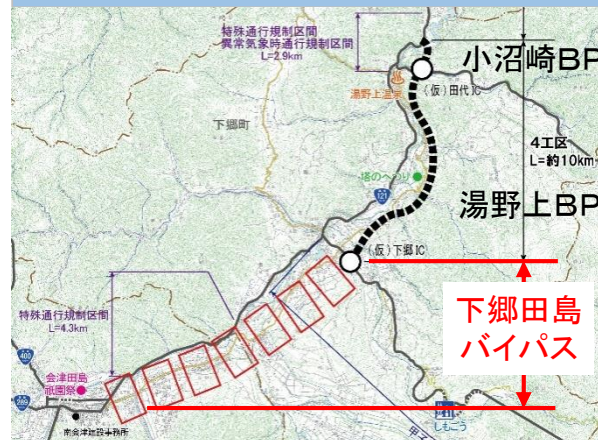 特殊通行規制区間
異常気象時通行規制区間
L=2.9km
小沼崎BP
(仮)田代IC
湯野上温泉
下郷町
4工区
L=約10km
塔のへつり
121
湯野上BP
(仮)下郷IC
特殊通行規制区間
L=4.3km
下郷田島
バイパス
400
会津田島
祇園祭
289
しもごう
南会津建設事務所